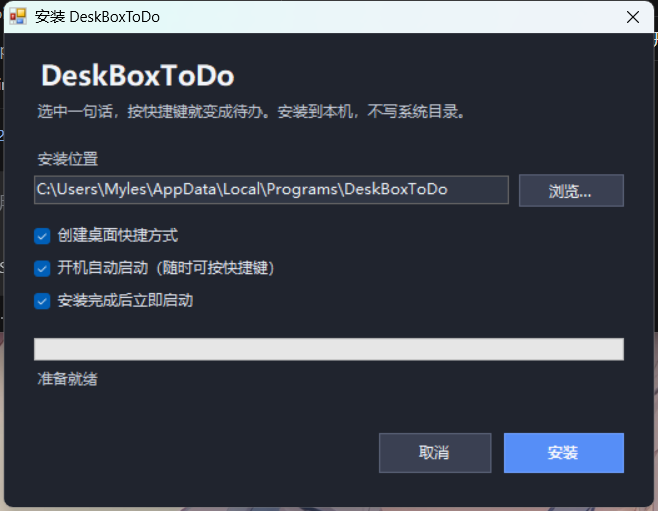 安装 DeskBoxToDo
DeskBoxToDo
选中一句话，按快捷键就变成待办。安装到本机，不写系统目录。
安装位置
C:\Users\Myles\AppData\Local\Programs\DeskBoxToDo
浏览...
创建桌面快捷方式
开机自动启动（随时可按快捷键）
安装完成后立即启动
准备就绪
取消
安装